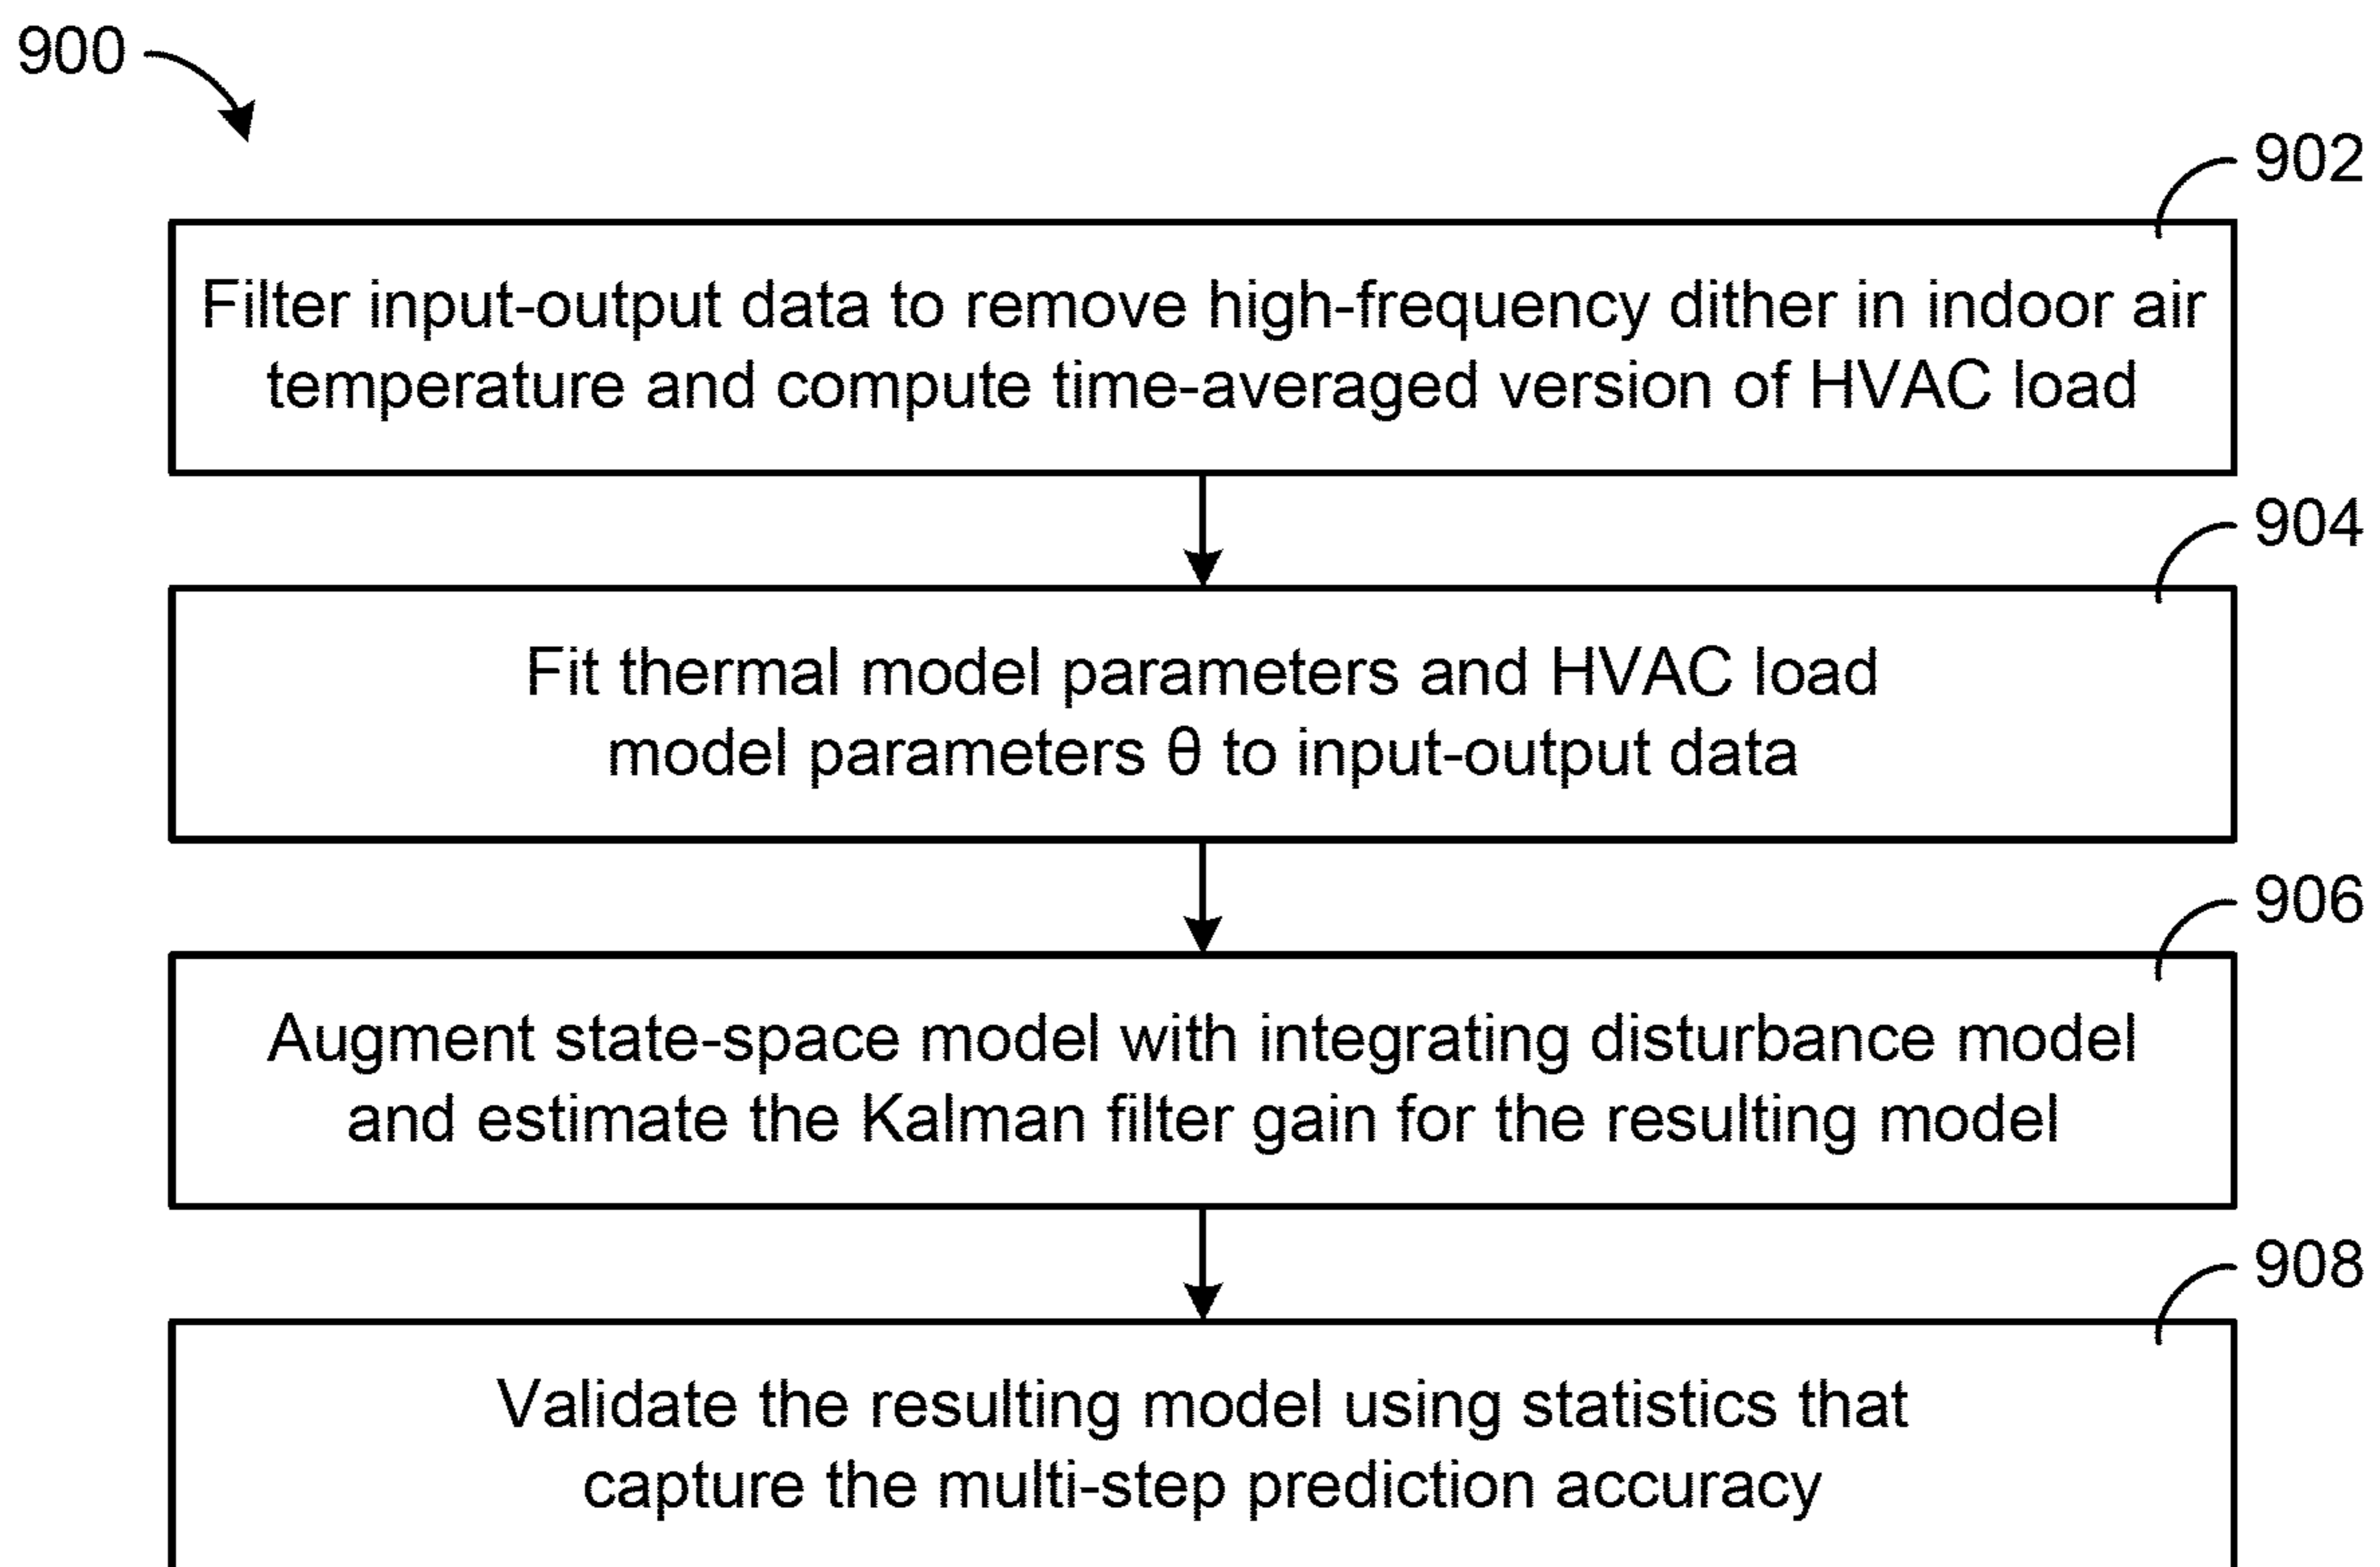 900
902
Filter input-output data to remove high-frequency dither in indoor air
temperature and compute time-averaged version of HVAC load
904
Fit thermal model parameters and HVAC load
model parameters θ to input-output data
906
Augment state-space model with integrating disturbance model
and estimate the Kalman filter gain for the resulting model
908
Validate the resulting model using statistics that
capture the multi-step prediction accuracy